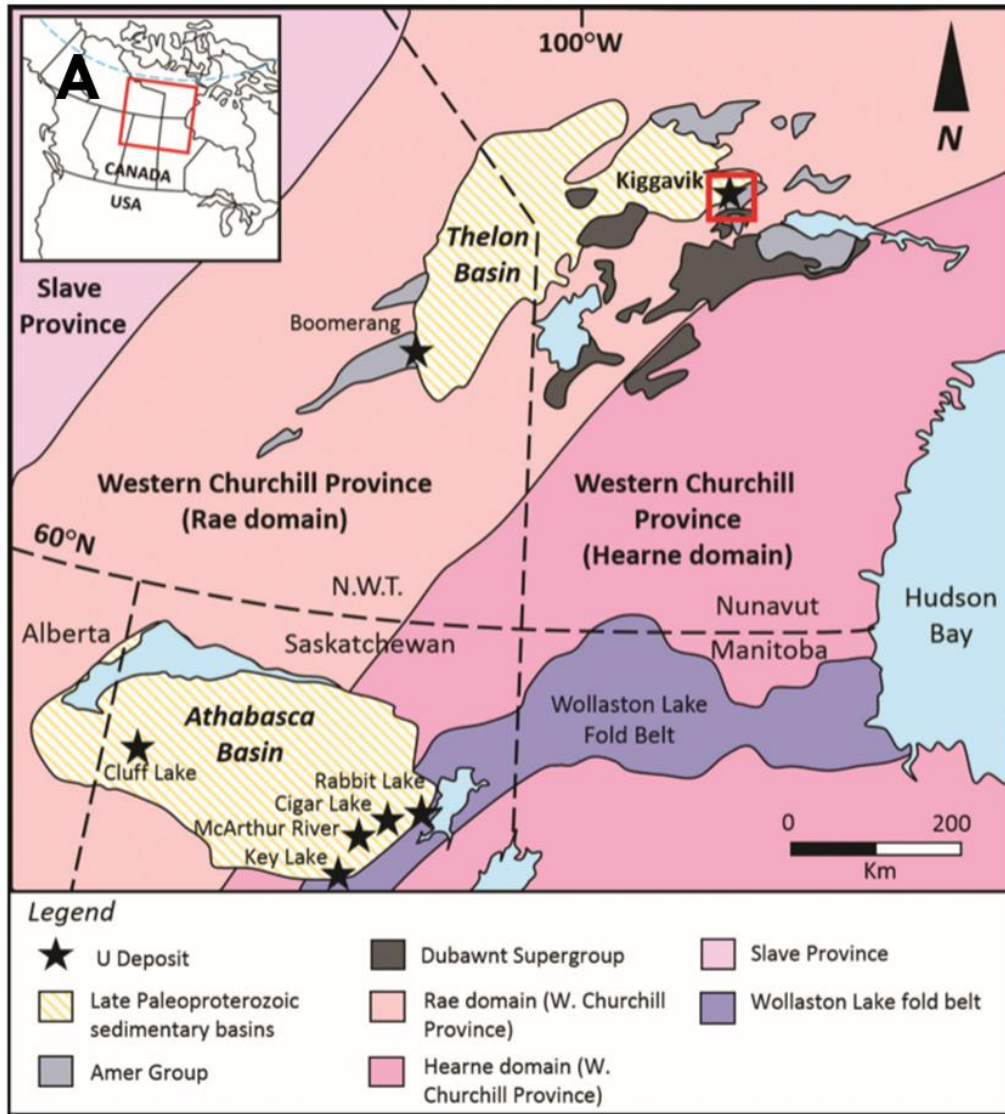 A
CANADA
USA
100°W
N
Kiggavik
Thelon
Basin
Slave
Province
Boomerang
Western Churchill Province
(Rae domain)
Western Churchill
Province
(Hearne domain)
60°N
N.W.T.
Nunavut
Hudson
Bay
Alberta
Saskatchewan
Manitoba
Athabasca
Basin
Wollaston Lake
Fold Belt
Cluff Lake
Rabbit Lake
Cigar Lake
McArthur River
Key Lake
0 200
Km
Legend
U Deposit
Late Paleoproterozoic
sedimentary basins
Amer Group
Dubawnt Supergroup
Rae domain (W. Churchill
Province)
Hearne domain (W.
Churchill Province)
Slave Province
Wollaston Lake fold belt